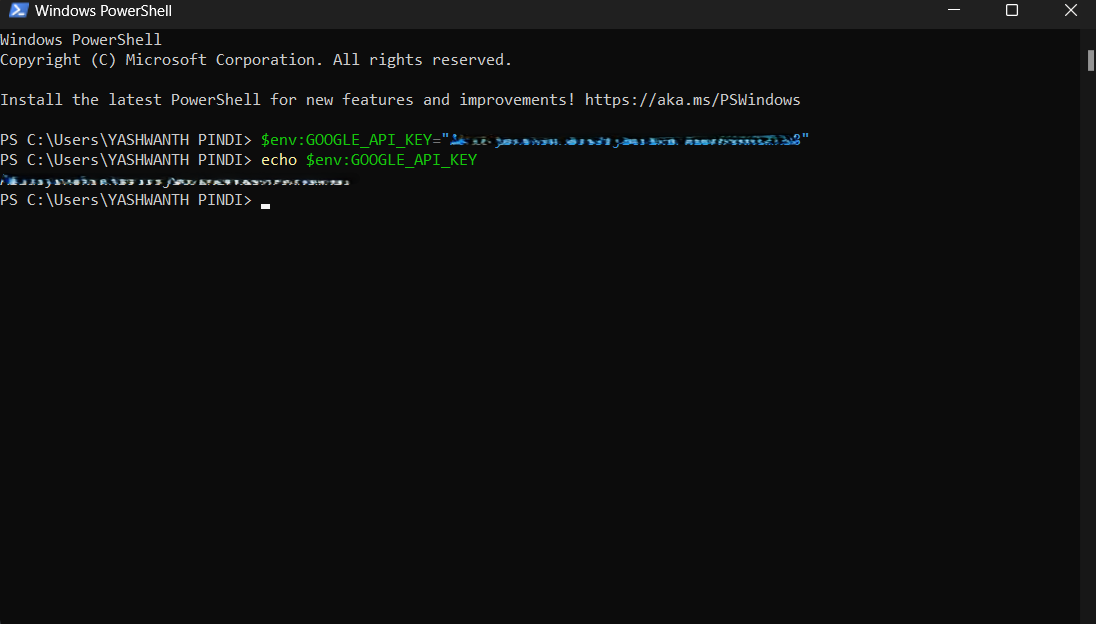 Windows PowerShell
Windows PowerShell
Copyright (C) Microsoft Corporation. All rights reserved.
Install the latest PowerShell for new features and improvements! https://aka.ms/PSWindows
PS C:\Users\YASHWANTH PINDI> $env:GOOGLE_API_KEY="
PS C:\Users\YASHWANTH PINDI> echo $env:GOOGLE_API_KEY
PS C:\Users\YASHWANTH PINDI>